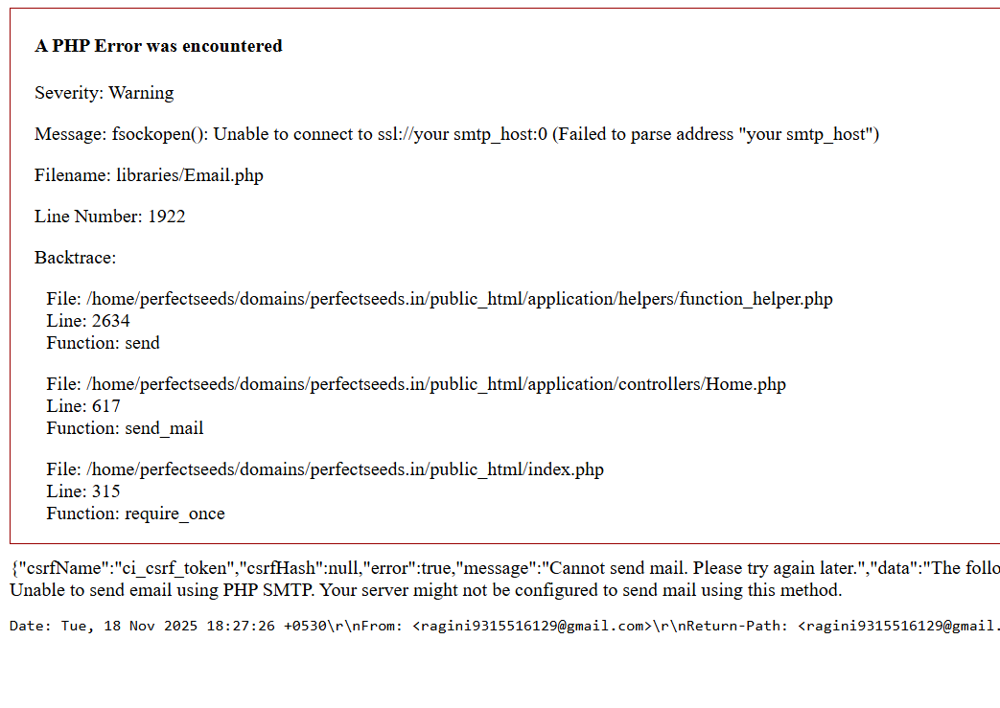 A PHP Error was encountered
Severity: Warning
Message: fsockopen(): Unable to connect to ssl://your smtp_host:0 (Failed to parse address "your smtp_host")
Filename: libraries/Email.php
Line Number: 1922
Backtrace:
File: /home/perfectseeds/domains/perfectseeds.in/public_html/application/helpers/function_helper.php
Line: 2634
Function: send
File: /home/perfectseeds/domains/perfectseeds.in/public_html/application/controllers/Home.php
Line: 617
Function: send_mail
File: /home/perfectseeds/domains/perfectseeds.in/public_html/index.php
Line: 315
Function: require_once
{"csrfName":"ci_csrf_token","csrfHash":null,"error":true,"message":"Cannot send mail. Please try again later.","data":"The follo
Unable to send email using PHP SMTP. Your server might not be configured to send mail using this method.
Date: Tue, 18 Nov 2025 18:27:26 +0530\r\nFrom: <ragini9315516129@gmail.com>\r\nReturn-Path: <ragini9315516129@gmail.